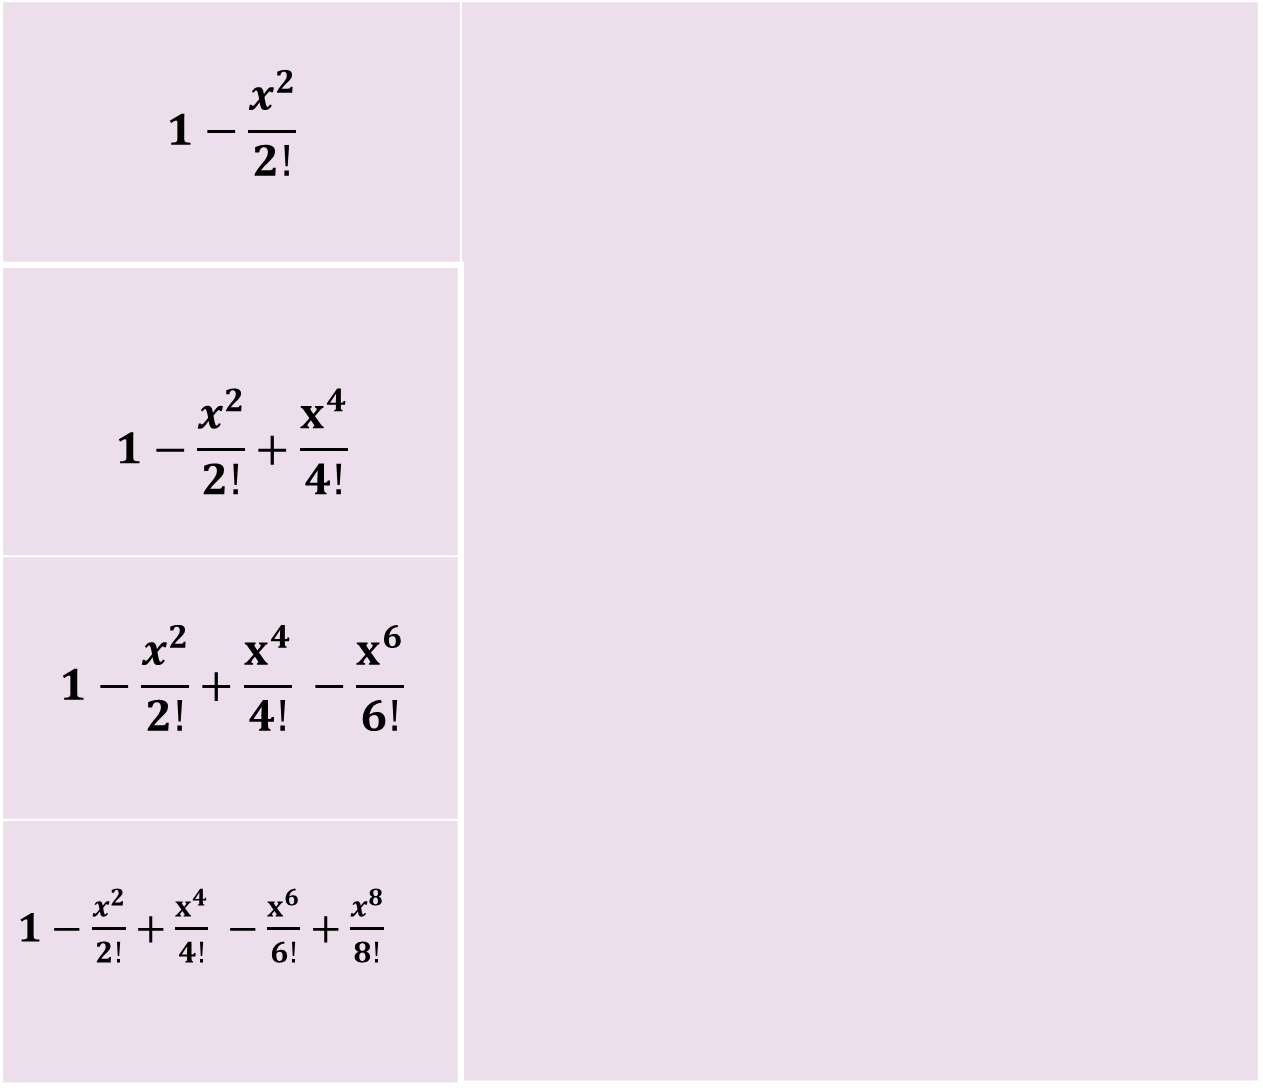 1 − x²/2!
1 − x²/2! + x⁴/4!
1 − x²/2! + x⁴/4! − x⁶/6!
1 − x²/2! + x⁴/4! − x⁶/6! + x⁸/8!